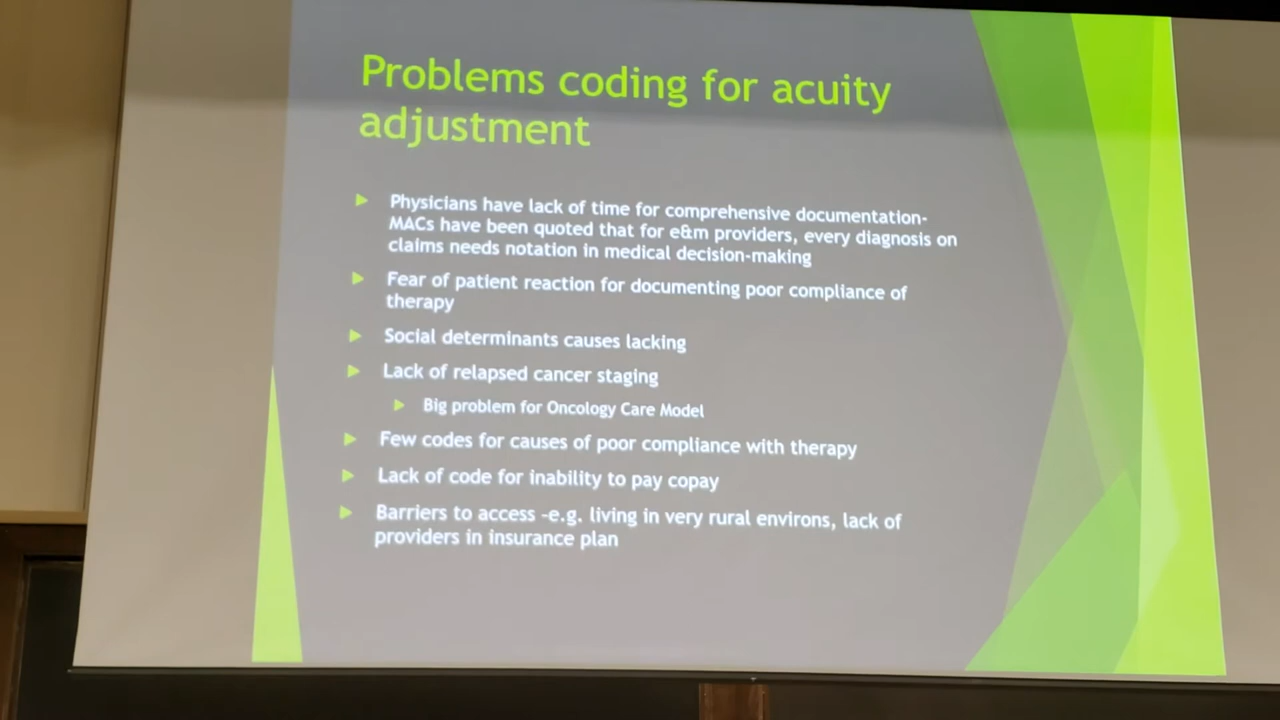 Problems coding for acuity
adjustment
Physicians have lack of time for comprehensive documentation-
MACs have been quoted that for e&m providers, every diagnosis on
claims needs notation in medical decision-making
Fear of patient reaction for documenting poor compliance of
therapy
Social determinants causes lacking
Lack of relapsed cancer staging
Big problem for Oncology Care Model
Few codes for causes of poor compliance with therapy
Lack of code for inability to pay copay
Barriers to access -e.g. living in very rural environs, lack of
providers in insurance plan